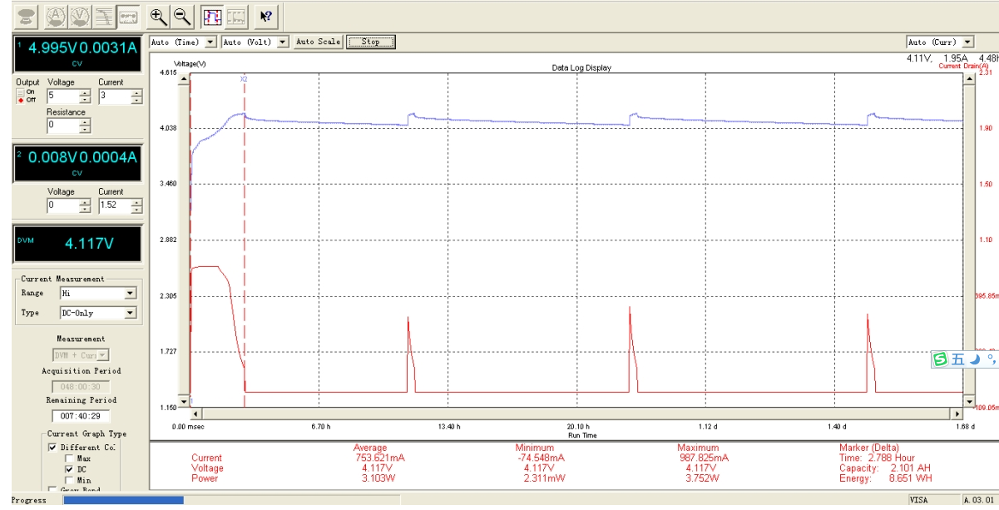 Auto (Time) Auto (Volt) Auto Scale Stop Auto (Curr)
1 4.995V 0.0031A
CV
Output Voltage Current
On
Off
5 3
Resistance
0
2 0.008V 0.0004A
CV
Voltage Current
0 1.52
DVM 4.117V
Current Measurement
Range Hi
Type DC-Only
Measurement
DVM + Curr
Acquisition Period
048:00:30
Remaining Period
007:40:29
Current Graph Type
Different Co
Max
DC
Min
Voltage(V)
Data Log Display
4.11V, 1.95A 4.48h
Current Drain(A)
4.615
4.038
3.460
2.882
2.305
1.727
1.150
X2
2.31
1.90
1.50
1.10
五
0.00 msec 6.70 h 13.40 h 20.10 h 1.12 d 1.40 d 1.68 d
Run Time
Average Minimum Maximum Marker (Delta)
Current 753.621mA -74.548mA 987.825mA Time: 2.788 Hour
Voltage 4.117V 4.117V 4.117V Capacity: 2.101 AH
Power 3.103W 2.311mW 3.752W Energy: 8.651 WH
Progress
VISA A.03.01